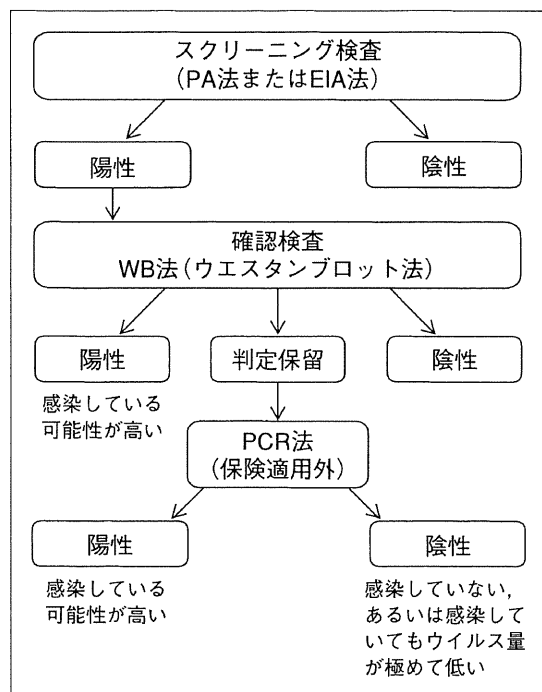 スクリーニング検査
(PA法またはEIA法)
陽性
陰性
確認検査
WB法(ウエスタンブロット法)
陽性
判定保留
陰性
感染している
可能性が高い
PCR法
(保険適用外)
陽性
陰性
感染している
可能性が高い
感染していない,
あるいは感染して
いてもウイルス量
が極めて低い